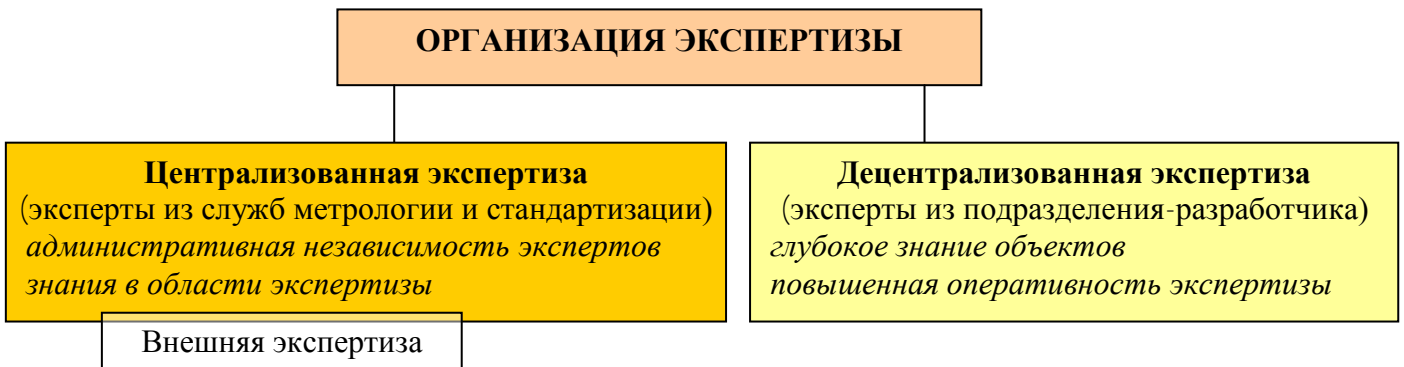 ОРГАНИЗАЦИЯ ЭКСПЕРТИЗЫ
Централизованная экспертиза
(эксперты из служб метрологии и стандартизации)
административная независимость экспертов
знания в области экспертизы
Внешняя экспертиза
Децентрализованная экспертиза
(эксперты из подразделения-разработчика)
глубокое знание объектов
повышенная оперативность экспертизы